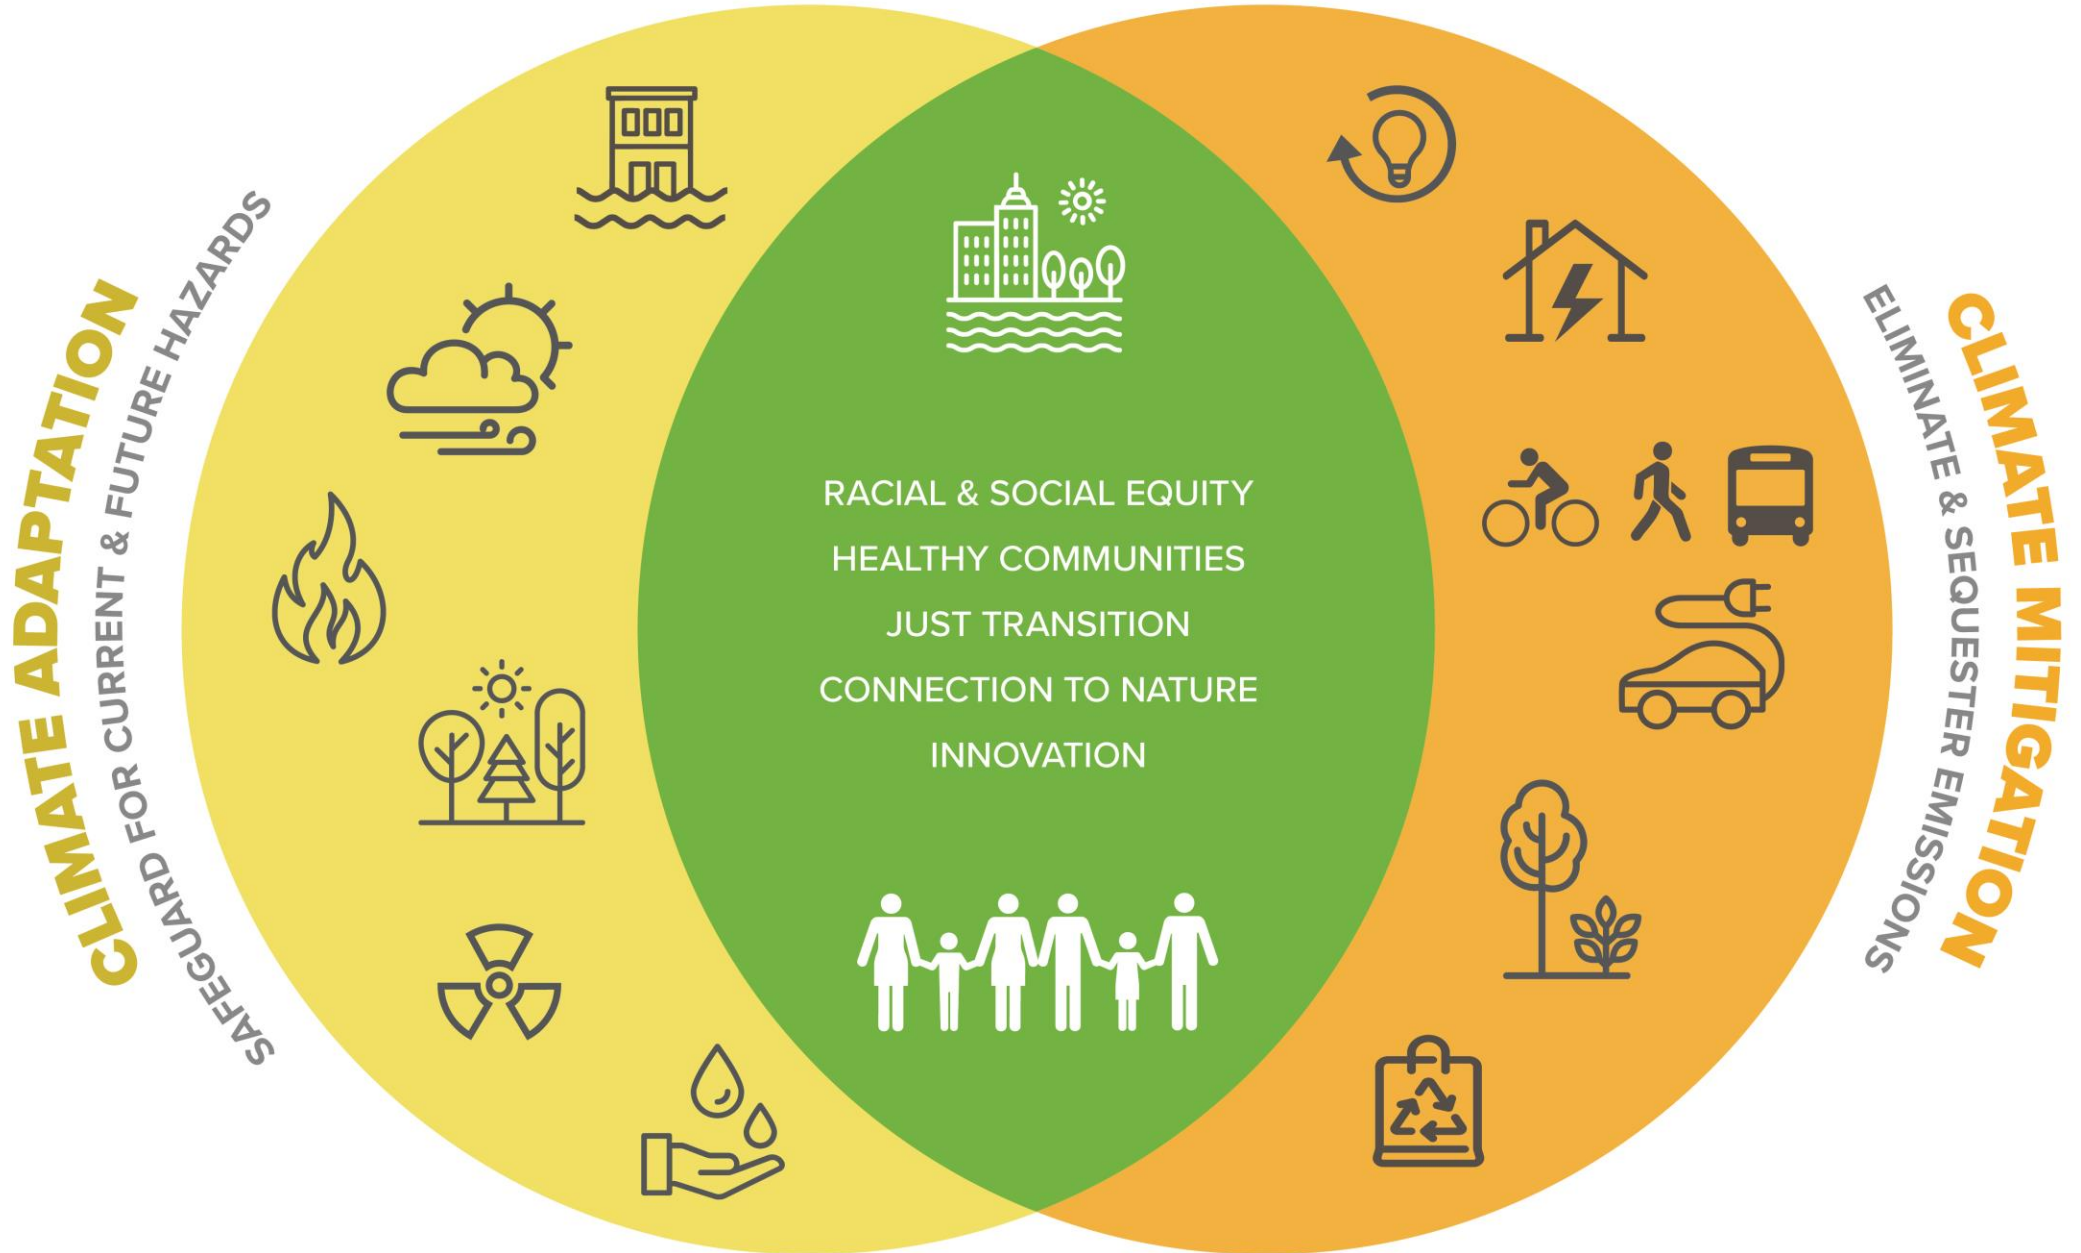 CLIMATE ADAPTATION
SAFEGUARD FOR CURRENT & FUTURE HAZARDS
RACIAL & SOCIAL EQUITY
HEALTHY COMMUNITIES
JUST TRANSITION
CONNECTION TO NATURE
INNOVATION
CLIMATE MITIGATION
ELIMINATE & SEQUESTER EMISSIONS